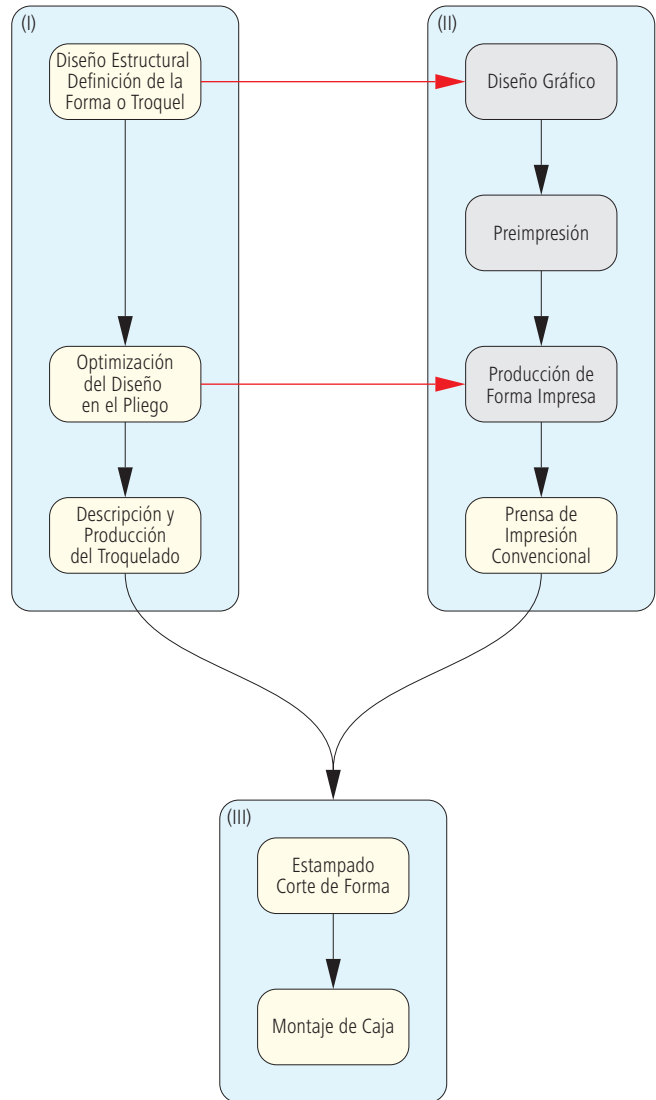 (I)
Diseño Estructural
Definición de la
Forma o Troquel
Optimización
del Diseño
en el Pliego
Descripción y
Producción
del Troquelado
(II)
Diseño Gráfico
Preimpresión
Producción de
Forma Impresa
Prensa de
Impresión
Convencional
(III)
Estampado
Corte de Forma
Montaje de Caja